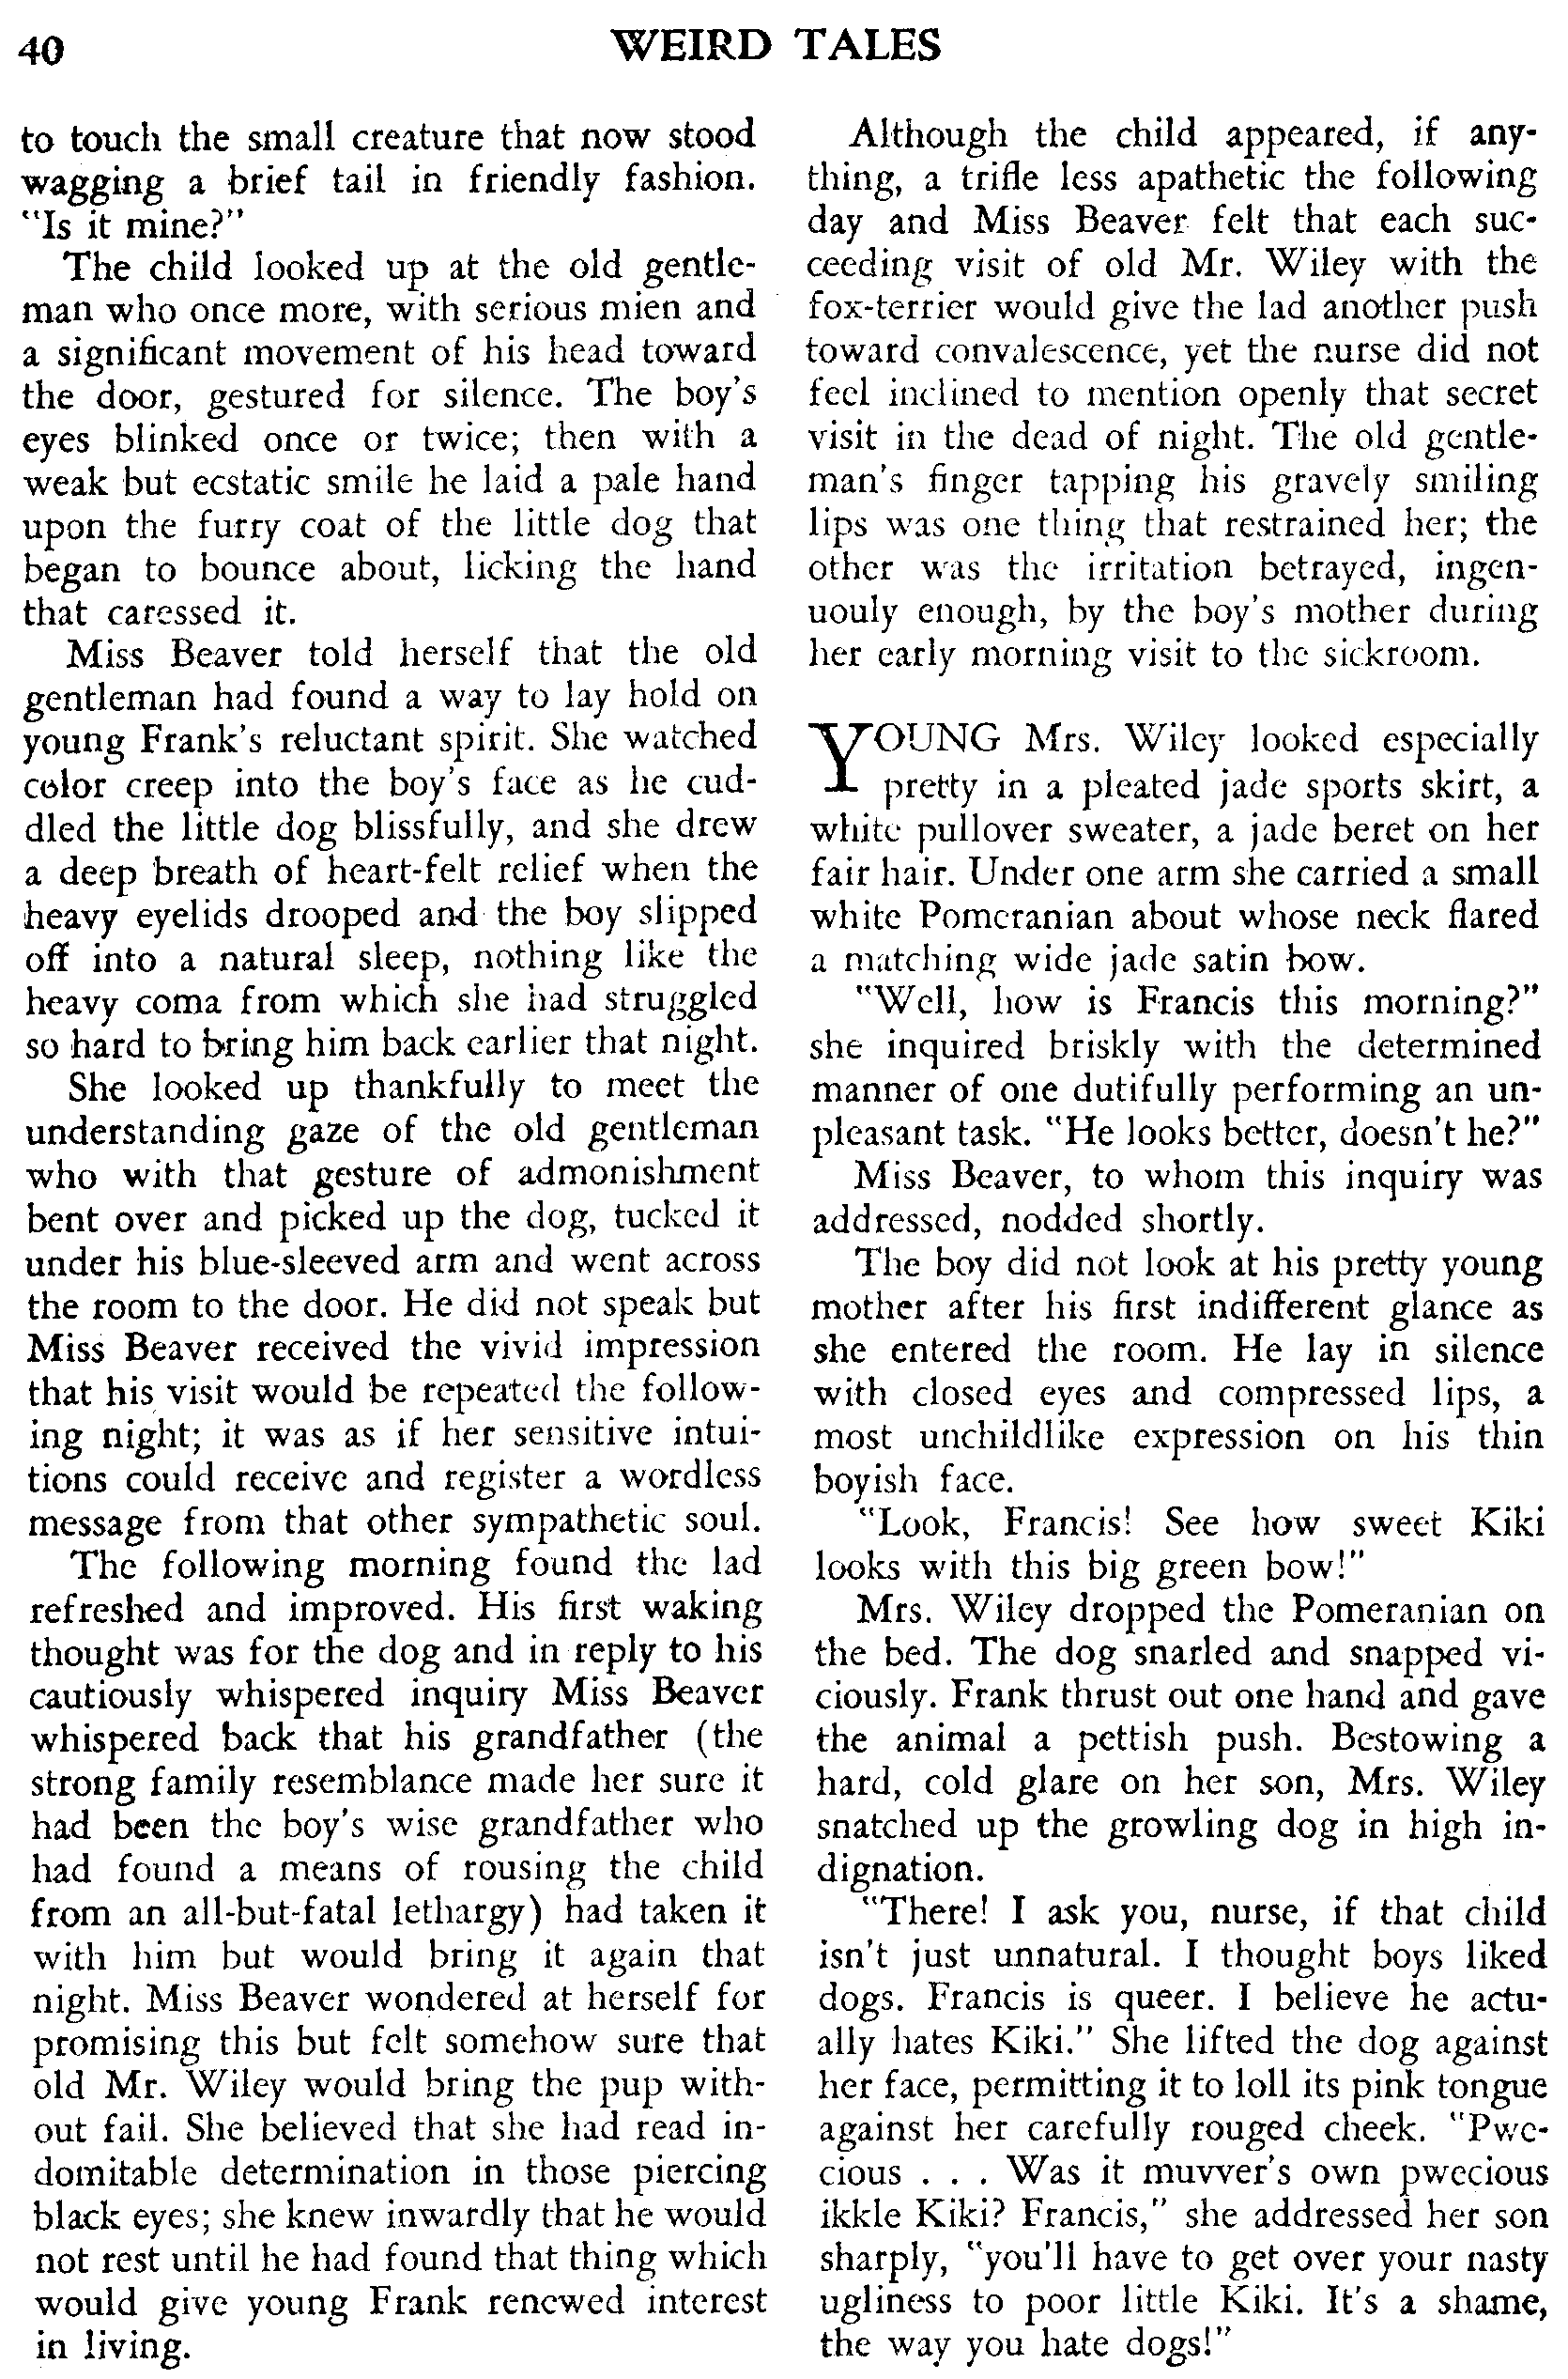 40
WEIRD TALES
to touch the small creature that now stood
wagging a brief tail in friendly fashion.
"Is it mine?"
The child looked up at the old gentle-
man who once more, with serious mien and
a significant movement of his head toward
the door, gestured for silence. The boy's
eyes blinked once or twice; then with a
weak but ecstatic smile he laid a pale hand
upon the furry coat of the little dog that
began to bounce about, licking the hand
that caressed it.
Miss Beaver told herself that the old
gentleman had found a way to lay hold on
young Frank's reluctant spirit. She watched
color creep into the boy's face as he cud-
dled the little dog blissfully, and she drew
a deep breath of heart-felt relief when the
heavy eyelids drooped and the boy slipped
off into a natural sleep, nothing like the
heavy coma from which she had struggled
so hard to bring him back earlier that night.
She looked up thankfully to meet the
understanding gaze of the old gentleman
who with that gesture of admonishment
bent over and picked up the dog, tucked it
under his blue-sleeved arm and went across
the room to the door. He did not speak but
Miss Beaver received the vivid impression
that his visit would be repeated the follow-
ing night; it was as if her sensitive intui-
tions could receive and register a wordless
message from that other sympathetic soul.
The following morning found the lad
refreshed and improved. His first waking
thought was for the dog and in reply to his
cautiously whispered inquiry Miss Beaver
whispered back that his grandfather (the
strong family resemblance made her sure it
had been the boy's wise grandfather who
had found a means of rousing the child
from an all-but-fatal lethargy) had taken it
with him but would bring it again that
night. Miss Beaver wondered at herself for
promising this but felt somehow sure that
old Mr. Wiley would bring the pup with-
out fail. She believed that she had read in-
domitable determination in those piercing
black eyes; she knew inwardly that he would
not rest until he had found that thing which
would give young Frank renewed interest
in living.
Although the child appeared, if any-
thing, a trifle less apathetic the following
day and Miss Beaver felt that each suc-
ceeding visit of old Mr. Wiley with the
fox-terrier would give the lad another push
toward convalescence, yet the nurse did not
feel inclined to mention openly that secret
visit in the dead of night. The old gentle-
man's finger tapping his gravely smiling
lips was one thing that restrained her; the
other was the irritation betrayed, ingen-
uouly enough, by the boy's mother during
her early morning visit to the sickroom.
YOUNG Mrs. Wiley looked especially
pretty in a pleated jade sports skirt, a
white pullover sweater, a jade beret on her
fair hair. Under one arm she carried a small
white Pomeranian about whose neck flared
a matching wide jade satin bow.
"Well, how is Francis this morning?"
she inquired briskly with the determined
manner of one dutifully performing an un-
pleasant task. "He looks better, doesn't he?"
Miss Beaver, to whom this inquiry was
addressed, nodded shortly.
The boy did not look at his pretty young
mother after his first indifferent glance as
she entered the room. He lay in silence
with closed eyes and compressed lips, a
most unchildlike expression on his thin
boyish face.
"Look, Francis! See how sweet Kiki
looks with this big green bow!"
Mrs. Wiley dropped the Pomeranian on
the bed. The dog snarled and snapped vi-
ciously. Frank thrust out one hand and gave
the animal a pettish push. Bestowing a
hard, cold glare on her son, Mrs. Wiley
snatched up the growling dog in high in-
dignation.
"There! I ask you, nurse, if that child
isn't just unnatural. I thought boys liked
dogs. Francis is queer. I believe he actu-
ally hates Kiki." She lifted the dog against
her face, permitting it to loll its pink tongue
against her carefully rouged cheek. "Pwe-
cious . . . Was it muvver's own pwecious
ikkle Kiki? Francis," she addressed her son
sharply, "you'll have to get over your nasty
ugliness to poor little Kiki. It's a shame,
the way you hate dogs!"